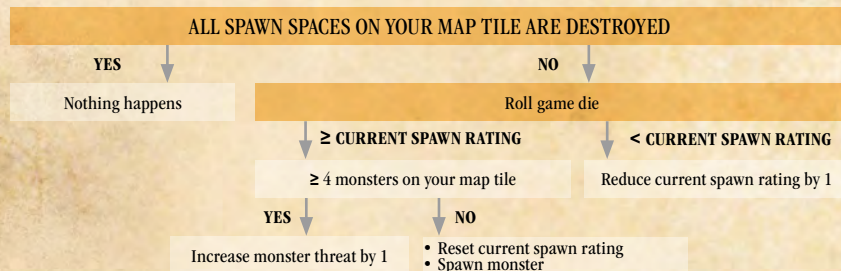 ALL SPAWN SPACES ON YOUR MAP TILE ARE DESTROYED
YES
NO
Nothing happens
Roll game die
≥ CURRENT SPAWN RATING
< CURRENT SPAWN RATING
≥ 4 monsters on your map tile
Reduce current spawn rating by 1
YES
NO
Increase monster threat by 1
• Reset current spawn rating
• Spawn monster